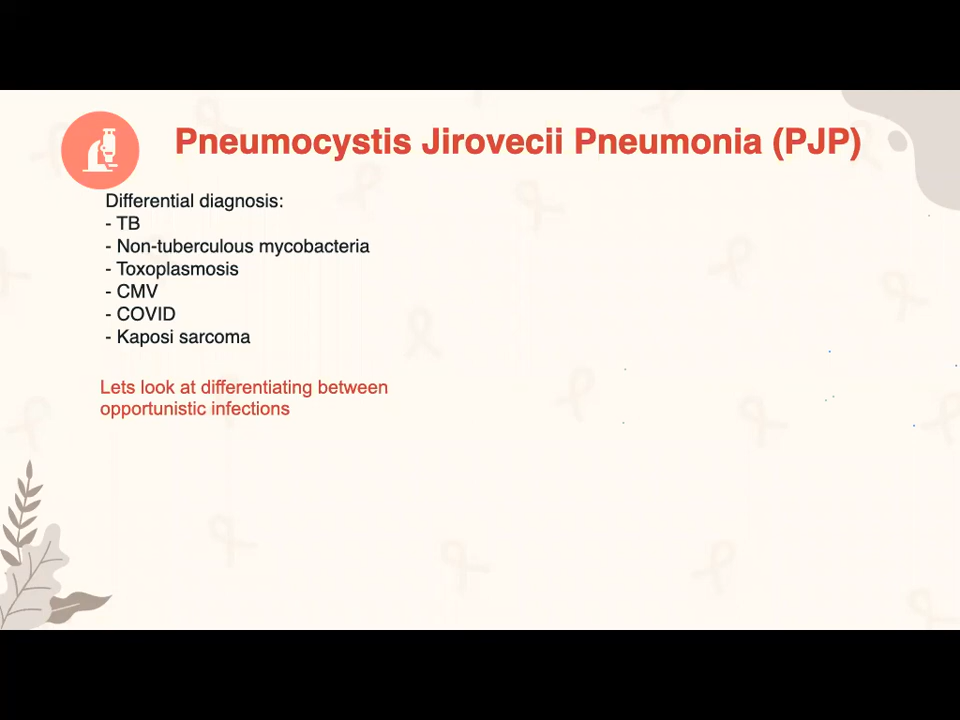 Pneumocystis Jirovecii Pneumonia (PJP)
Differential diagnosis:
- TB
- Non-tuberculous mycobacteria
- Toxoplasmosis
- CMV
- COVID
- Kaposi sarcoma
Lets look at differentiating between
opportunistic infections